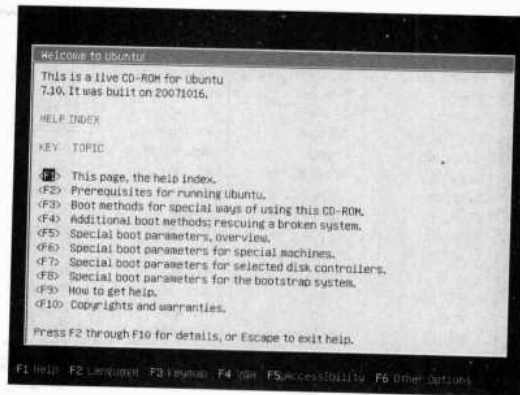 Welcome to Ubuntu!
This is a live CD-ROM for Ubuntu
7.10. It was built on 20071016.
HELP INDEX
KEY TOPIC
<F1> This page, the help index.
<F2> Prerequisites for running Ubuntu.
<F3> Boot methods for special ways of using this CD-ROM.
<F4> Additional boot methods; rescuing a broken system.
<F5> Special boot parameters, overview.
<F6> Special boot parameters for special machines.
<F7> Special boot parameters for selected disk controllers.
<F8> Special boot parameters for the bootstrap system.
<F9> How to get help.
<F10> Copyrights and warranties.
Press F2 through F10 for details, or Escape to exit help.
F1 Help F2 Language F3 Keymap F4 VGA F5 Accessibility F6 Other Options